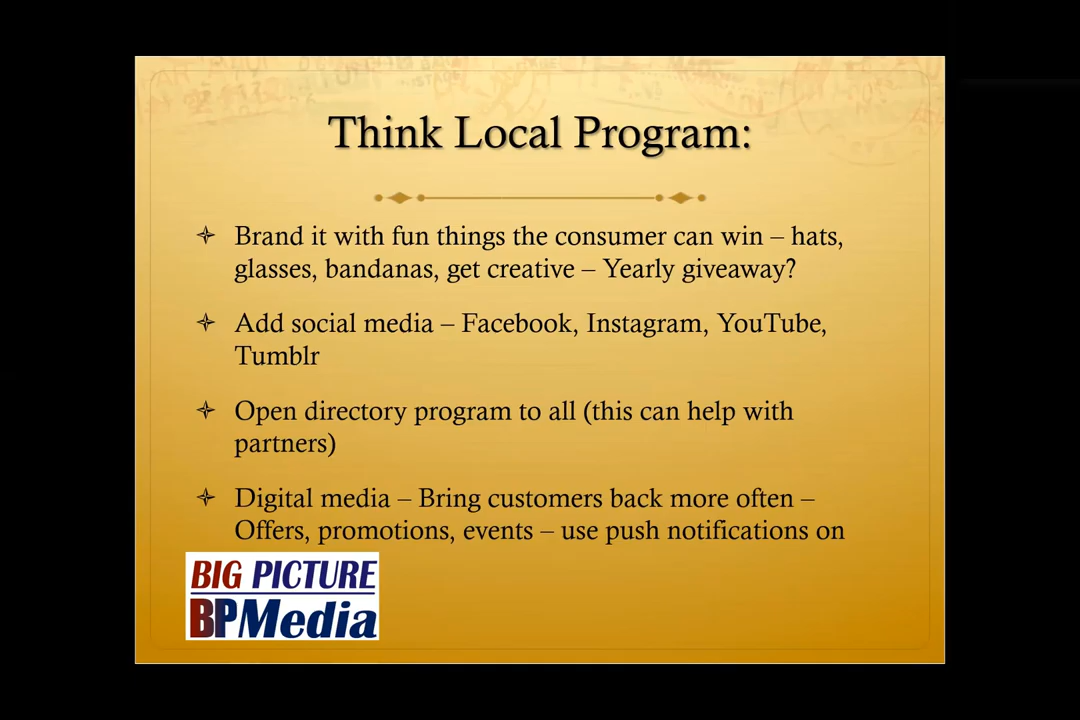 Think Local Program:
Brand it with fun things the consumer can win – hats,
glasses, bandanas, get creative – Yearly giveaway?
Add social media – Facebook, Instagram, YouTube,
Tumblr
Open directory program to all (this can help with
partners)
Digital media – Bring customers back more often –
Offers, promotions, events – use push notifications on
BIG PICTURE
BPMedia